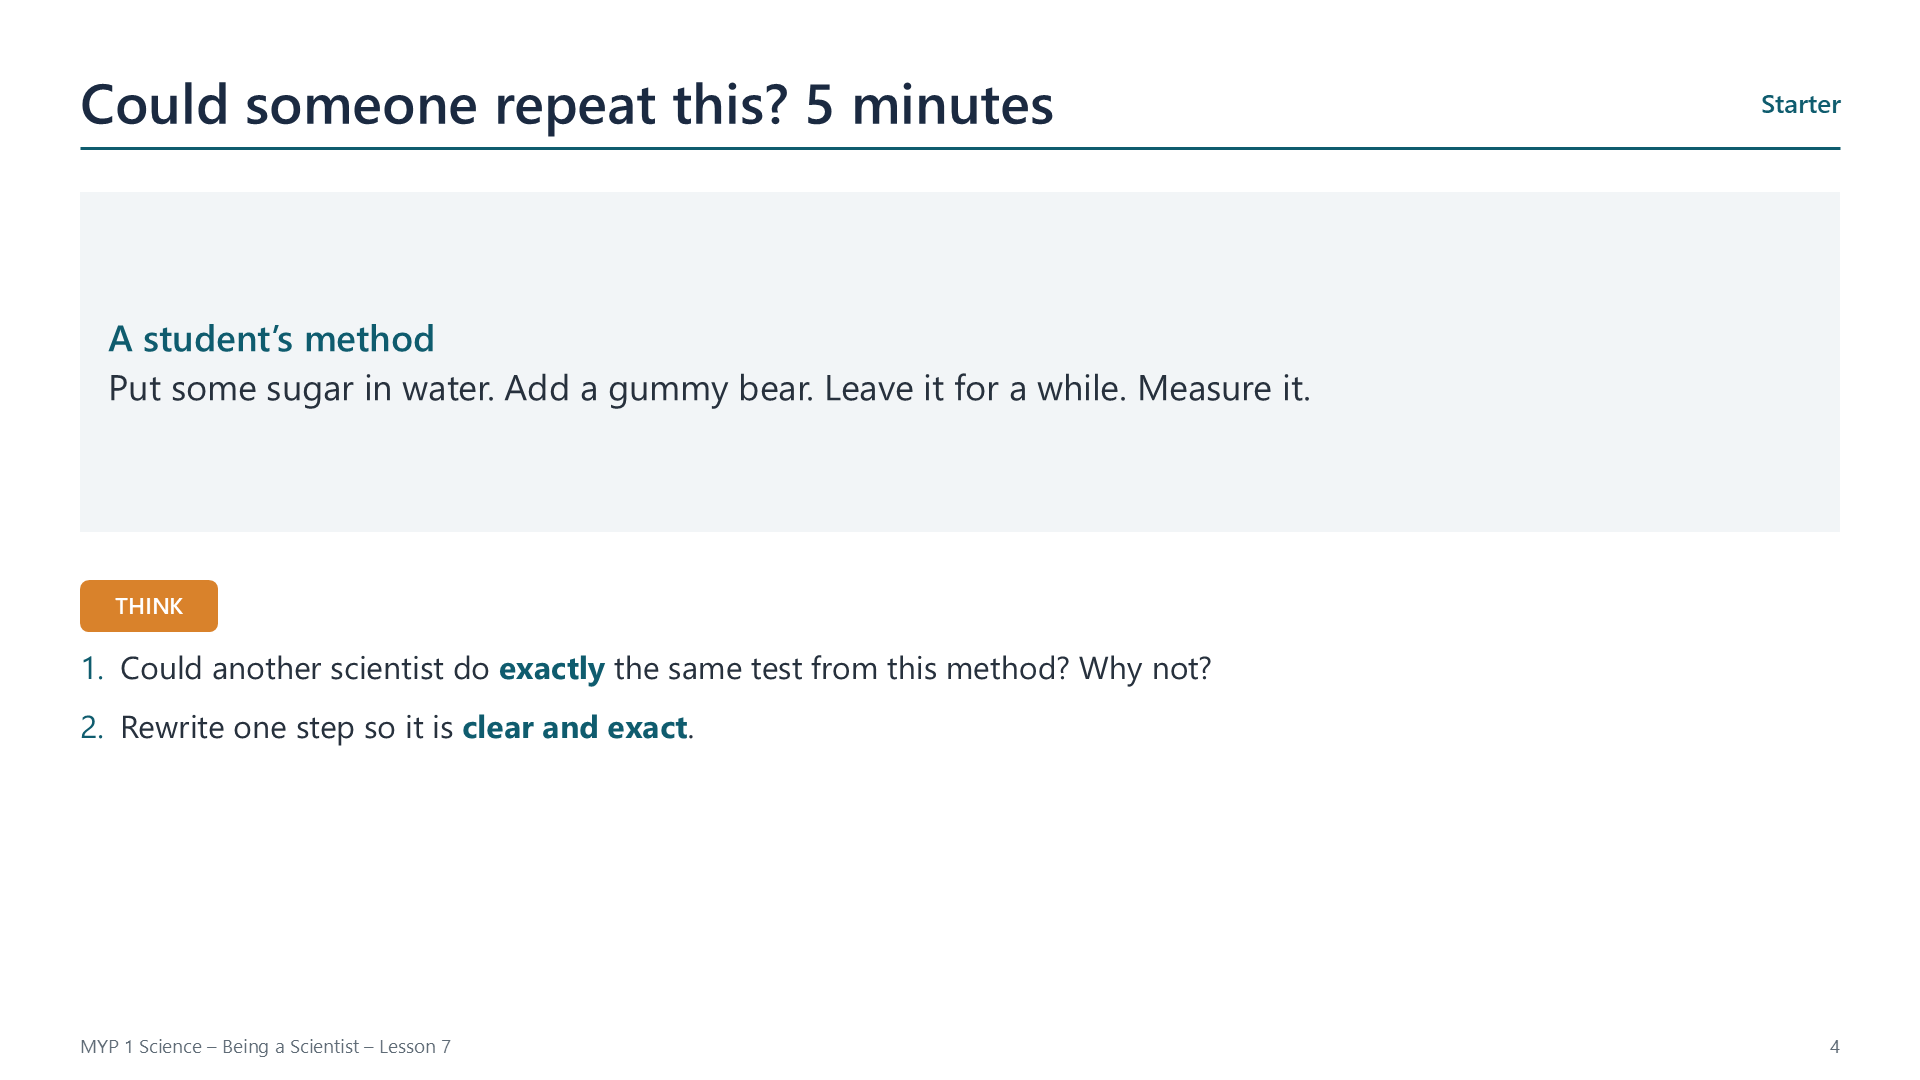 Could someone repeat this? 5 minutes
Starter
A student’s method
Put some sugar in water. Add a gummy bear. Leave it for a while. Measure it.
THINK
1. Could another scientist do exactly the same test from this method? Why not?
2. Rewrite one step so it is clear and exact.
MYP 1 Science – Being a Scientist – Lesson 7
4